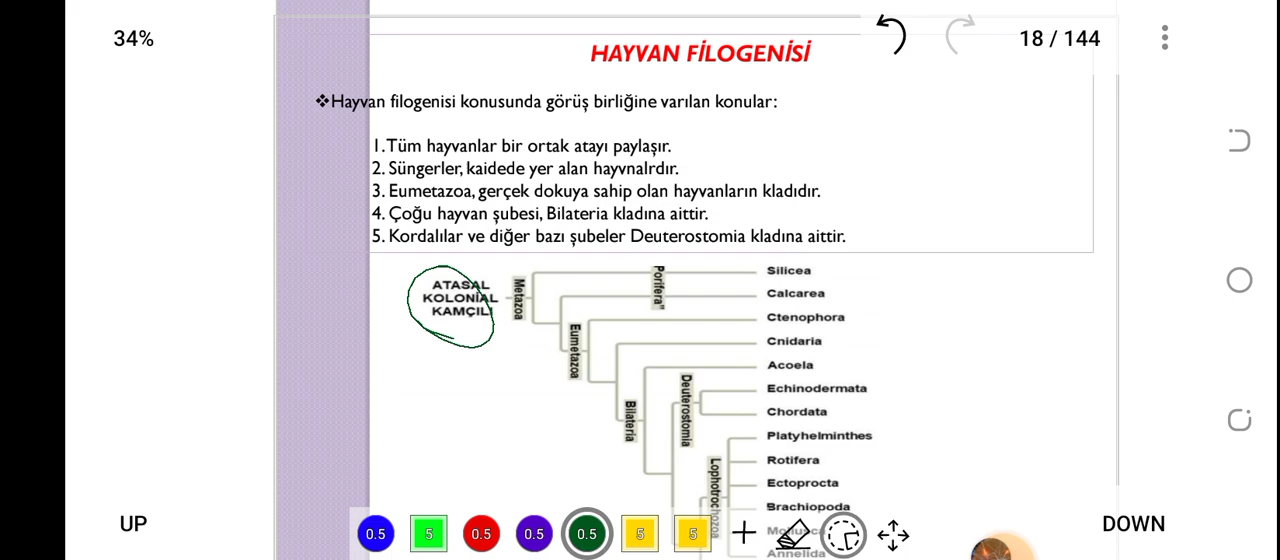 34%
18 / 144
HAYVAN FİLOGENİSİ
❖Hayvan filogenisi konusunda görüş birliğine varılan konular:
1.Tüm hayvanlar bir ortak atayı paylaşır.
2. Süngerler, kaidede yer alan hayvnalrdır.
3. Eumetazoa, gerçek dokuya sahip olan hayvanların kladıdır.
4. Çoğu hayvan şubesi, Bilateria kladına aittir.
5. Kordalılar ve diğer bazı şubeler Deuterostomia kladına aittir.
ATASAL
KOLONİAL
KAMÇILI
Metazoa
Porifera"
Eumetazoa
Bilateria
Deuterostomia
Lophotrochozoa
Silicea
Calcarea
Ctenophora
Cnidaria
Acoela
Echinodermata
Chordata
Platyhelminthes
Rotifera
Ectoprocta
Brachiopoda
Mollusca
Annelida
UP
0.5
5
0.5
0.5
0.5
5
5
DOWN